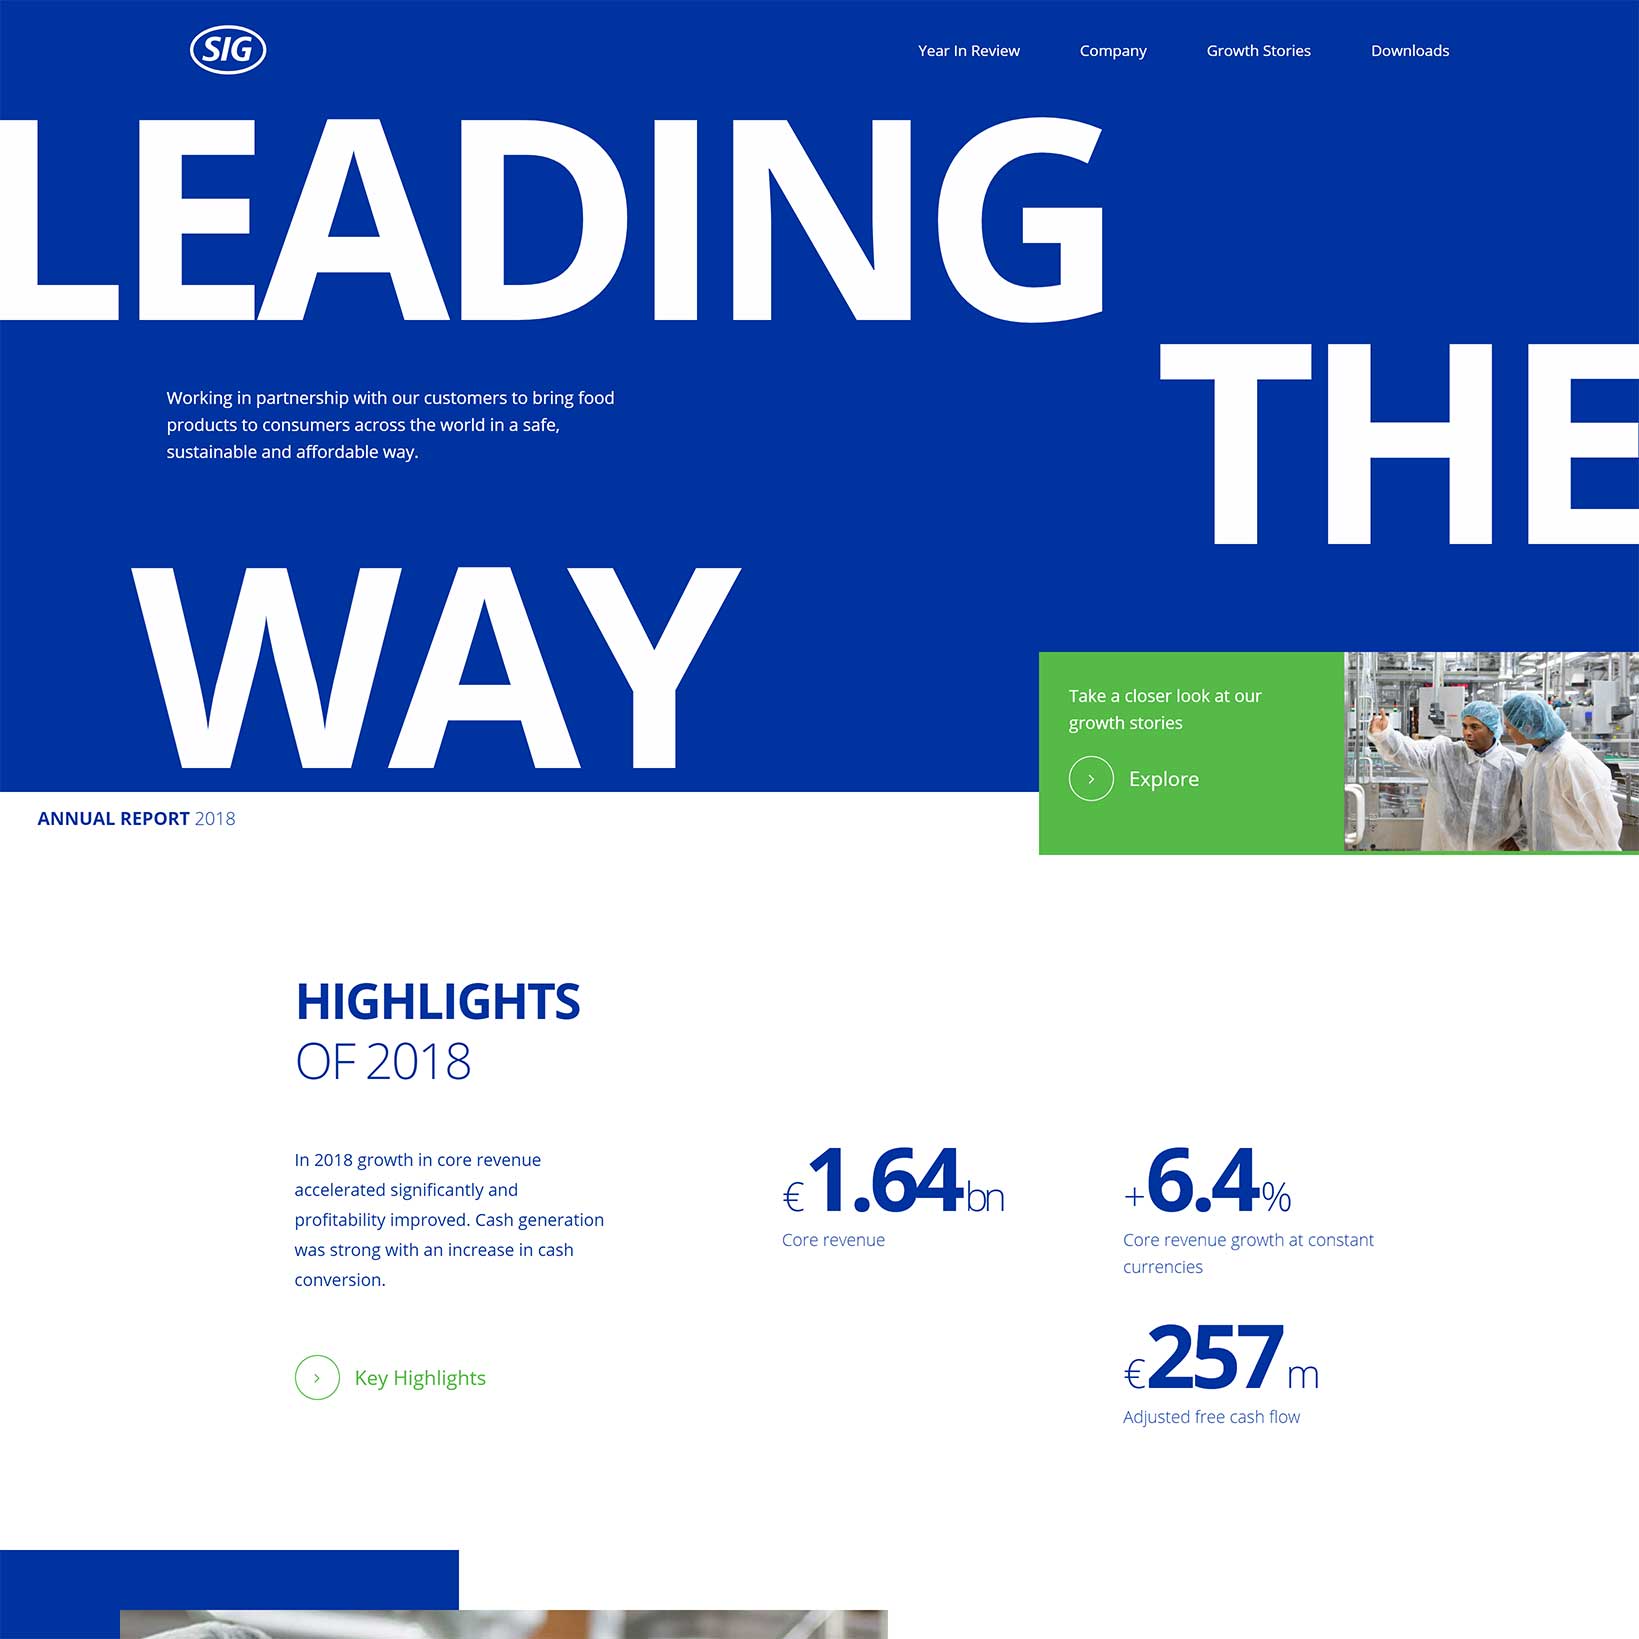 SIG
Year In Review
Company
Growth Stories
Downloads
LEADING
THE
Working in partnership with our customers to bring food
products to consumers across the world in a safe,
sustainable and affordable way.
WAY
Take a closer look at our
growth stories
Explore
ANNUAL REPORT 2018
HIGHLIGHTS
OF 2018
In 2018 growth in core revenue
accelerated significantly and
profitability improved. Cash generation
was strong with an increase in cash
conversion.
Key Highlights
€1.64bn
Core revenue
+6.4%
Core revenue growth at constant
currencies
€257 m
Adjusted free cash flow